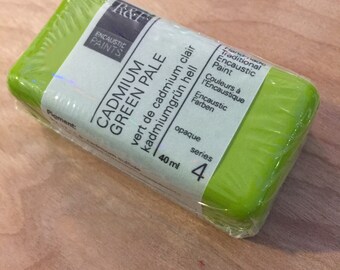 R&F
ENCAUSTIC
PAINTS
CADMIUM
GREEN PALE
vert de cadmium clair
kadmiumgrün hell
40 ml
Traditional
Encaustic
Paint
Couleurs à
l'Encaustique
Encaustic
Farben
opaque
series
4
Pigment: